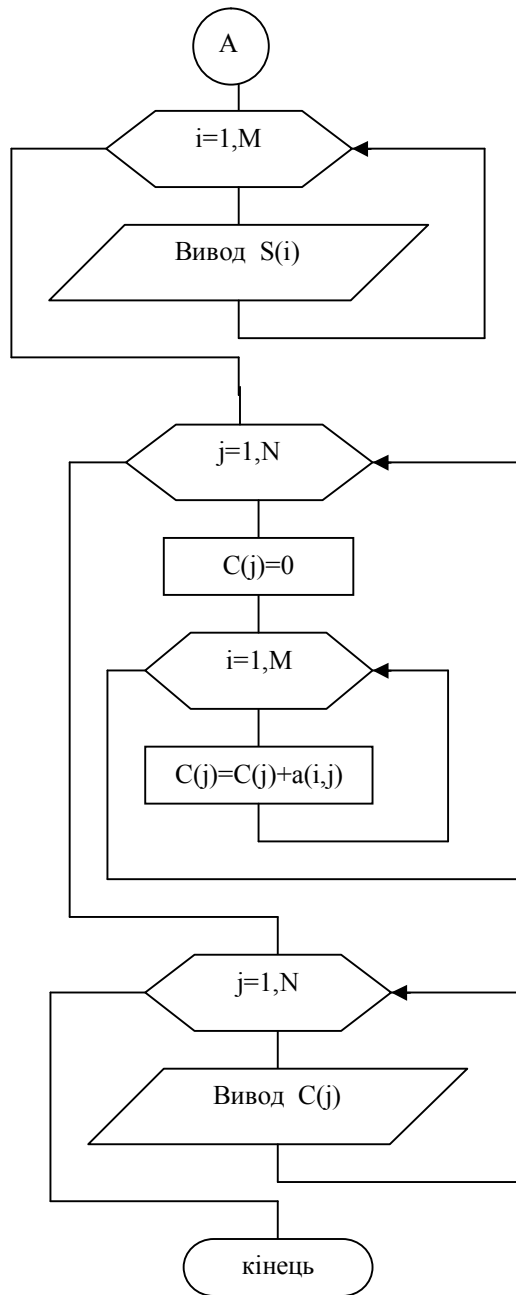 A
i=1,M
Вивод S(i)
j=1,N
C(j)=0
i=1,M
C(j)=C(j)+a(i,j)
j=1,N
Вивод C(j)
кінець